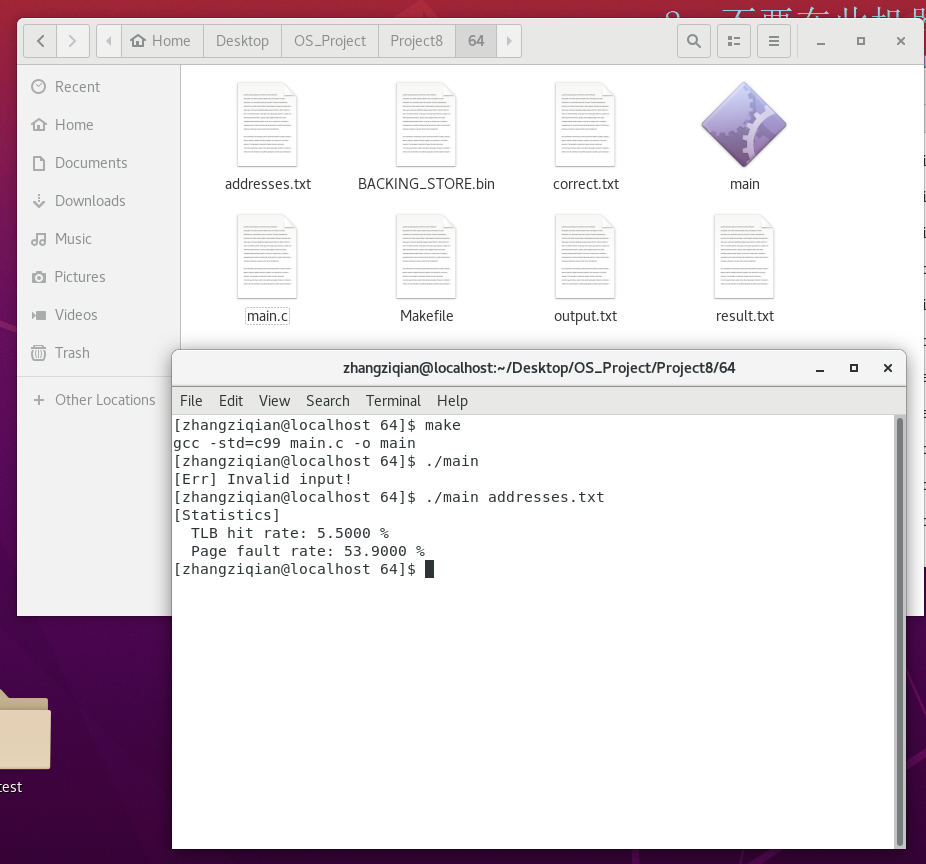 Home Desktop OS_Project Project8 64
Recent
Home
Documents
Downloads
Music
Pictures
Videos
Trash
Other Locations
addresses.txt BACKING_STORE.bin correct.txt main
main.c Makefile output.txt result.txt
zhangziqian@localhost:~/Desktop/OS_Project/Project8/64
File Edit View Search Terminal Help
[zhangziqian@localhost 64]$ make
gcc -std=c99 main.c -o main
[zhangziqian@localhost 64]$ ./main
[Err] Invalid input!
[zhangziqian@localhost 64]$ ./main addresses.txt
[Statistics]
  TLB hit rate: 5.5000 %
  Page fault rate: 53.9000 %
[zhangziqian@localhost 64]$